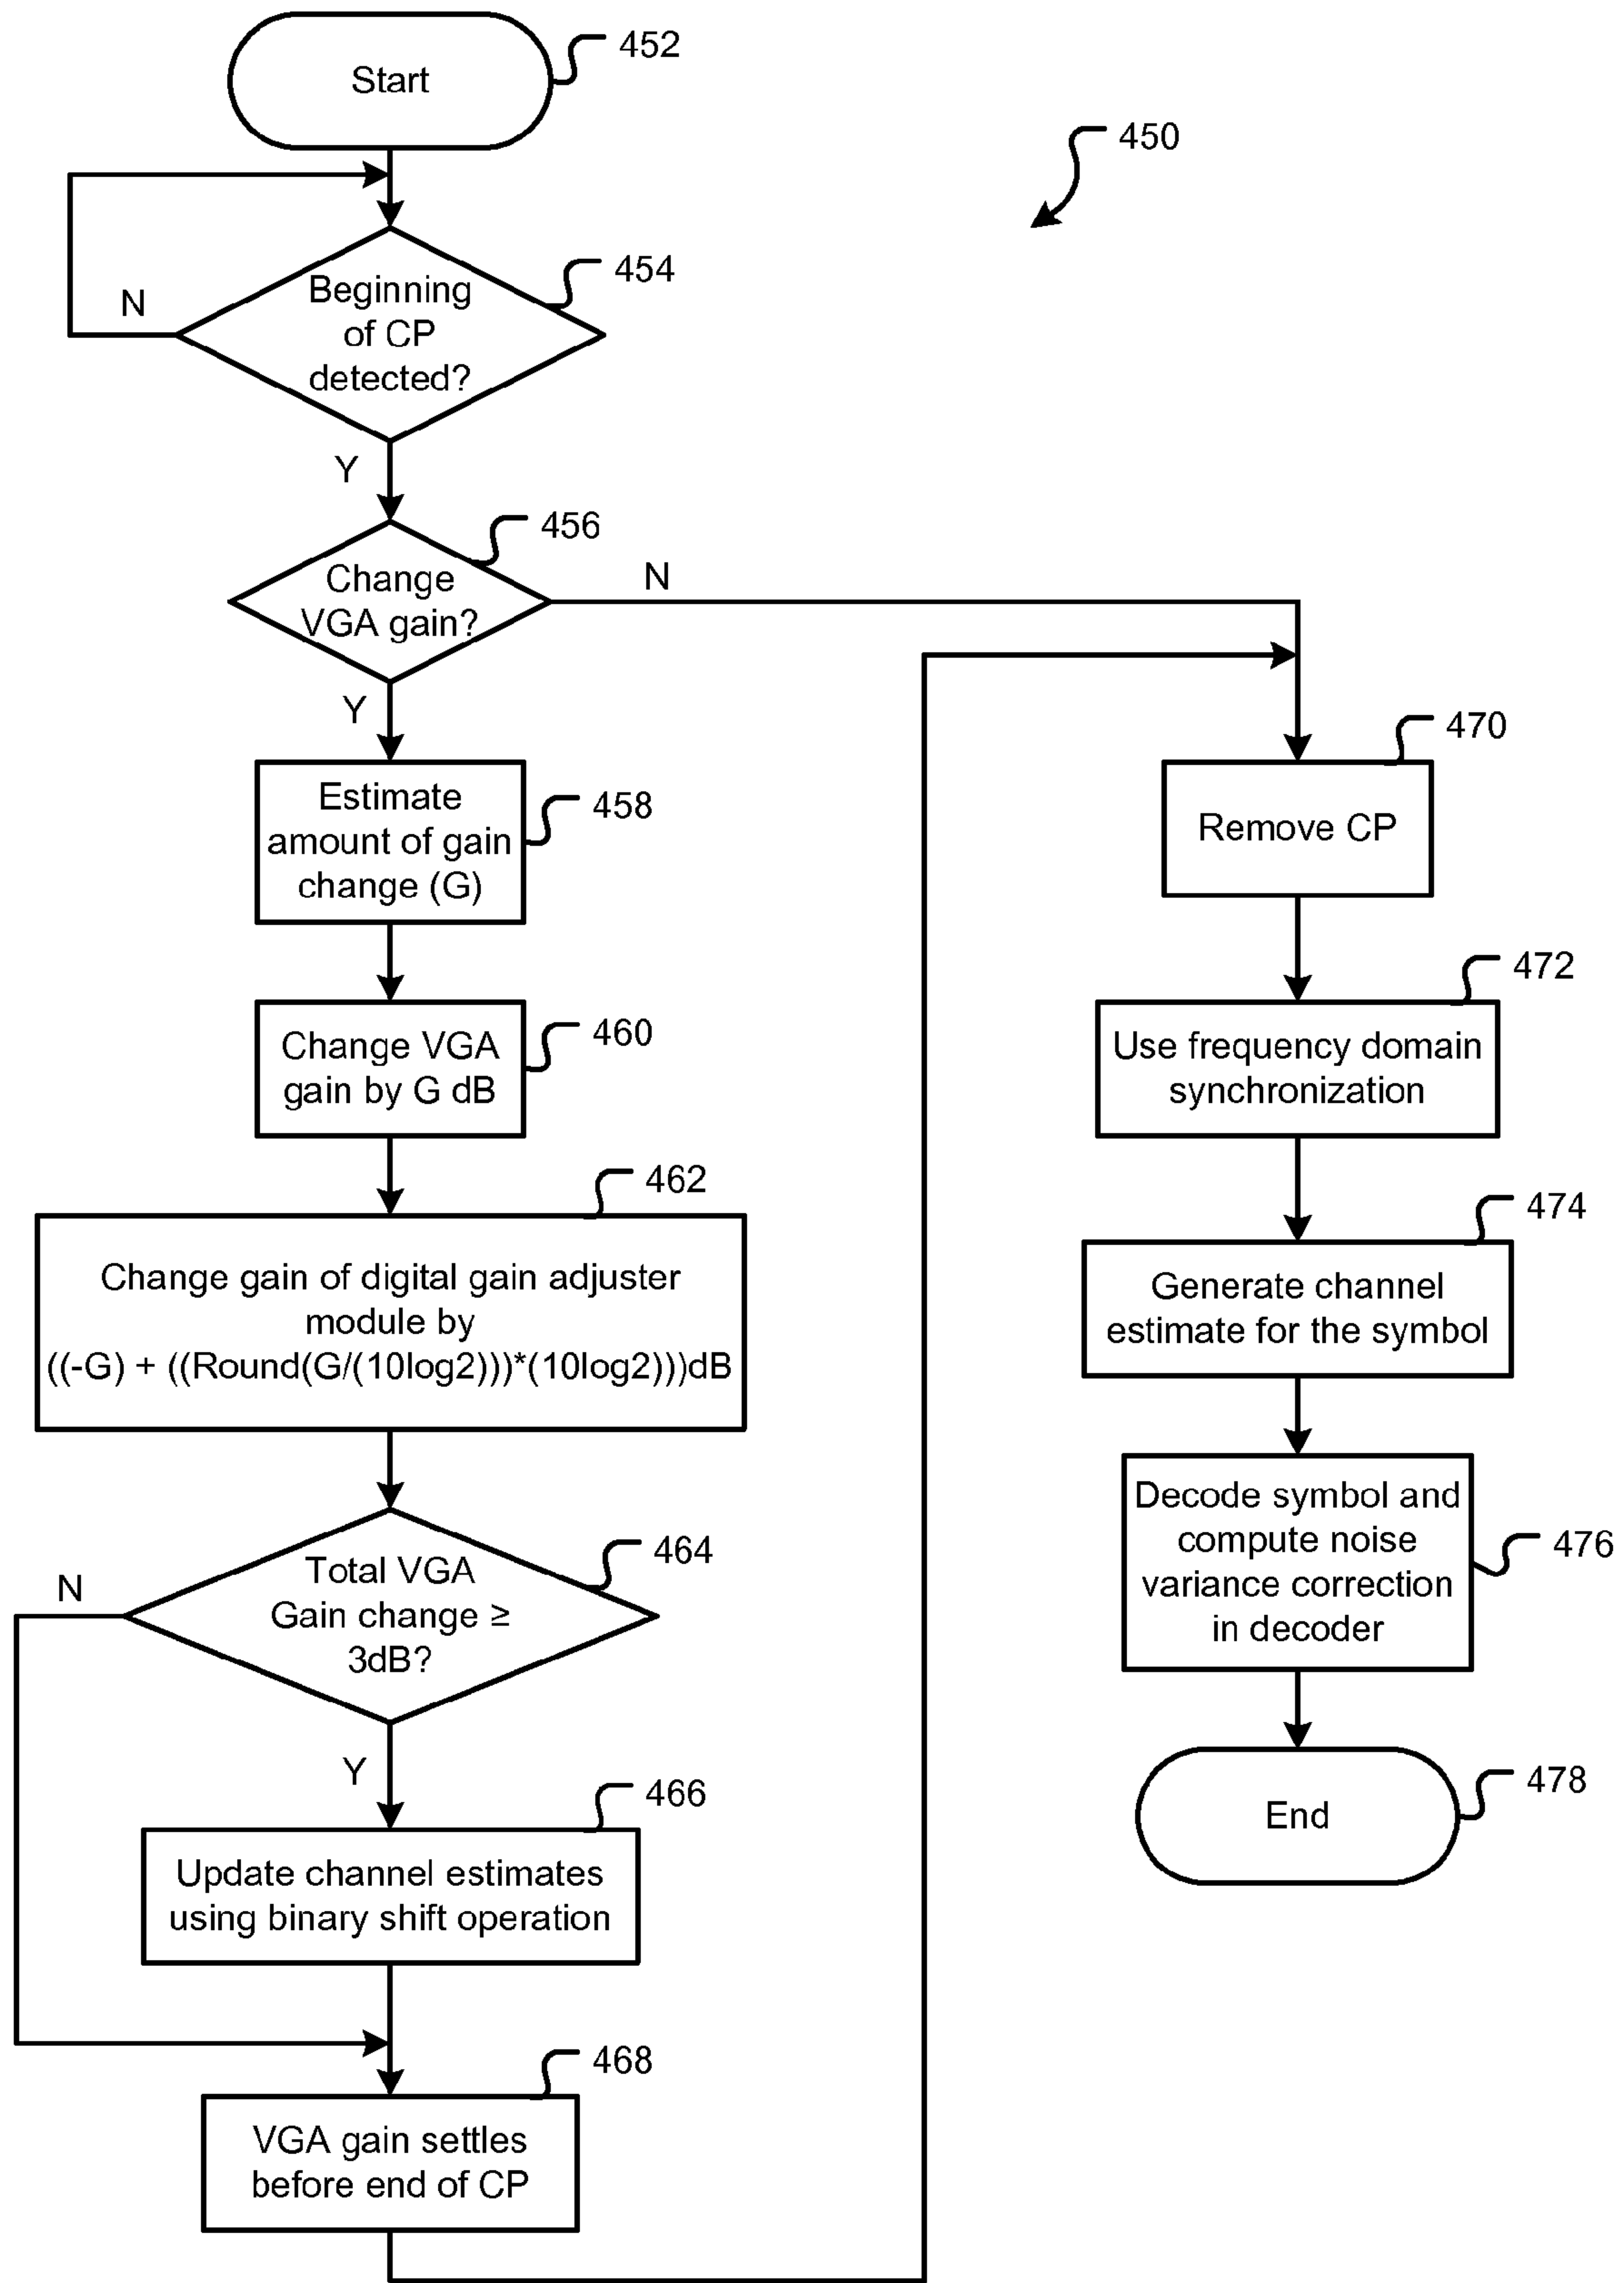 Start
452
450
Beginning
of CP
detected?
454
N
Y
Change
VGA gain?
456
N
Y
Estimate
amount of gain
change (G)
458
Change VGA
gain by G dB
460
Change gain of digital gain adjuster
module by
((-G) + ((Round(G/(10log2)))*(10log2)))dB
462
Total VGA
Gain change ≥
3dB?
464
N
Y
Update channel estimates
using binary shift operation
466
VGA gain settles
before end of CP
468
Remove CP
470
Use frequency domain
synchronization
472
Generate channel
estimate for the symbol
474
Decode symbol and
compute noise
variance correction
in decoder
476
End
478